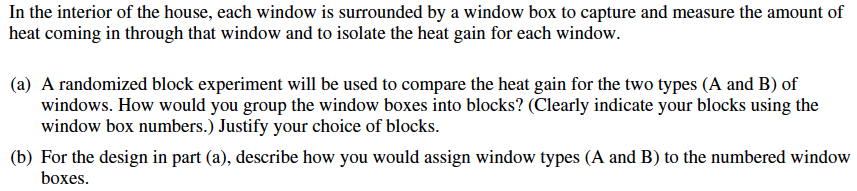 In the interior of the house, each window is surrounded by a window box to capture and measure the amount of
heat coming in through that window and to isolate the heat gain for each window.
(a) A randomized block experiment will be used to compare the heat gain for the two types (A and B) of
windows. How would you group the window boxes into blocks? (Clearly indicate your blocks using the
window box numbers.) Justify your choice of blocks.
(b) For the design in part (a), describe how you would assign window types (A and B) to the numbered window
boxes.